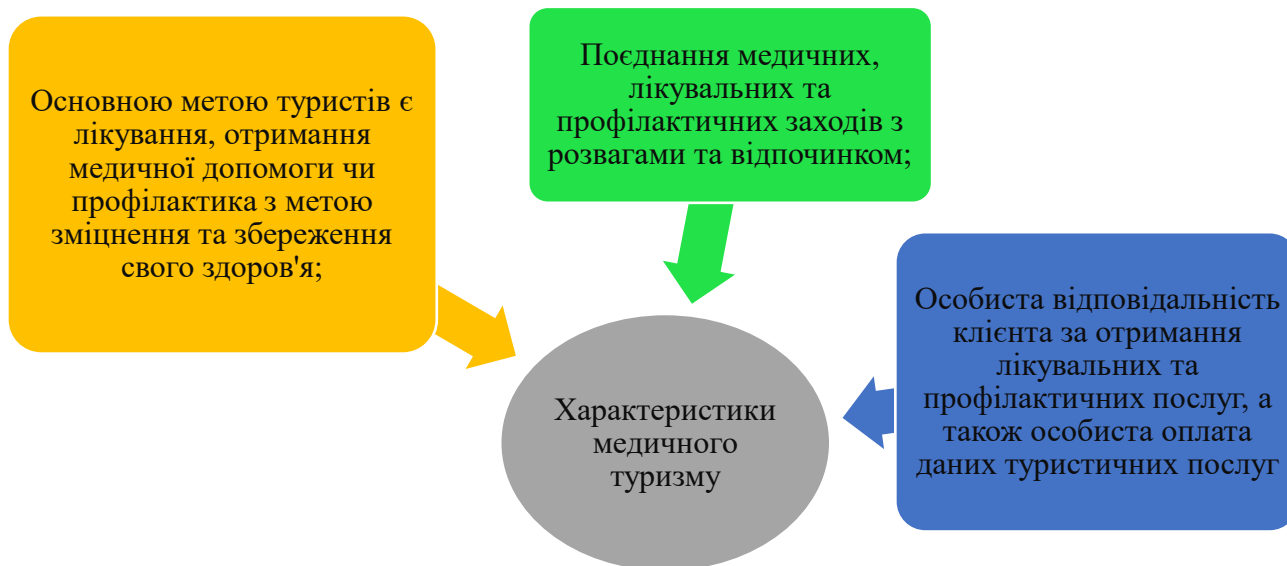 Основною метою туристів є
лікування, отримання
медичної допомоги чи
профілактика з метою
зміцнення та збереження
свого здоров'я;
Поєднання медичних,
лікувальних та
профілактичних заходів з
розвагами та відпочинком;
Особиста відповідальність
клієнта за отримання
лікувальних та
профілактичних послуг, а
також особиста оплата
даних туристичних послуг
Характеристики
медичного
туризму